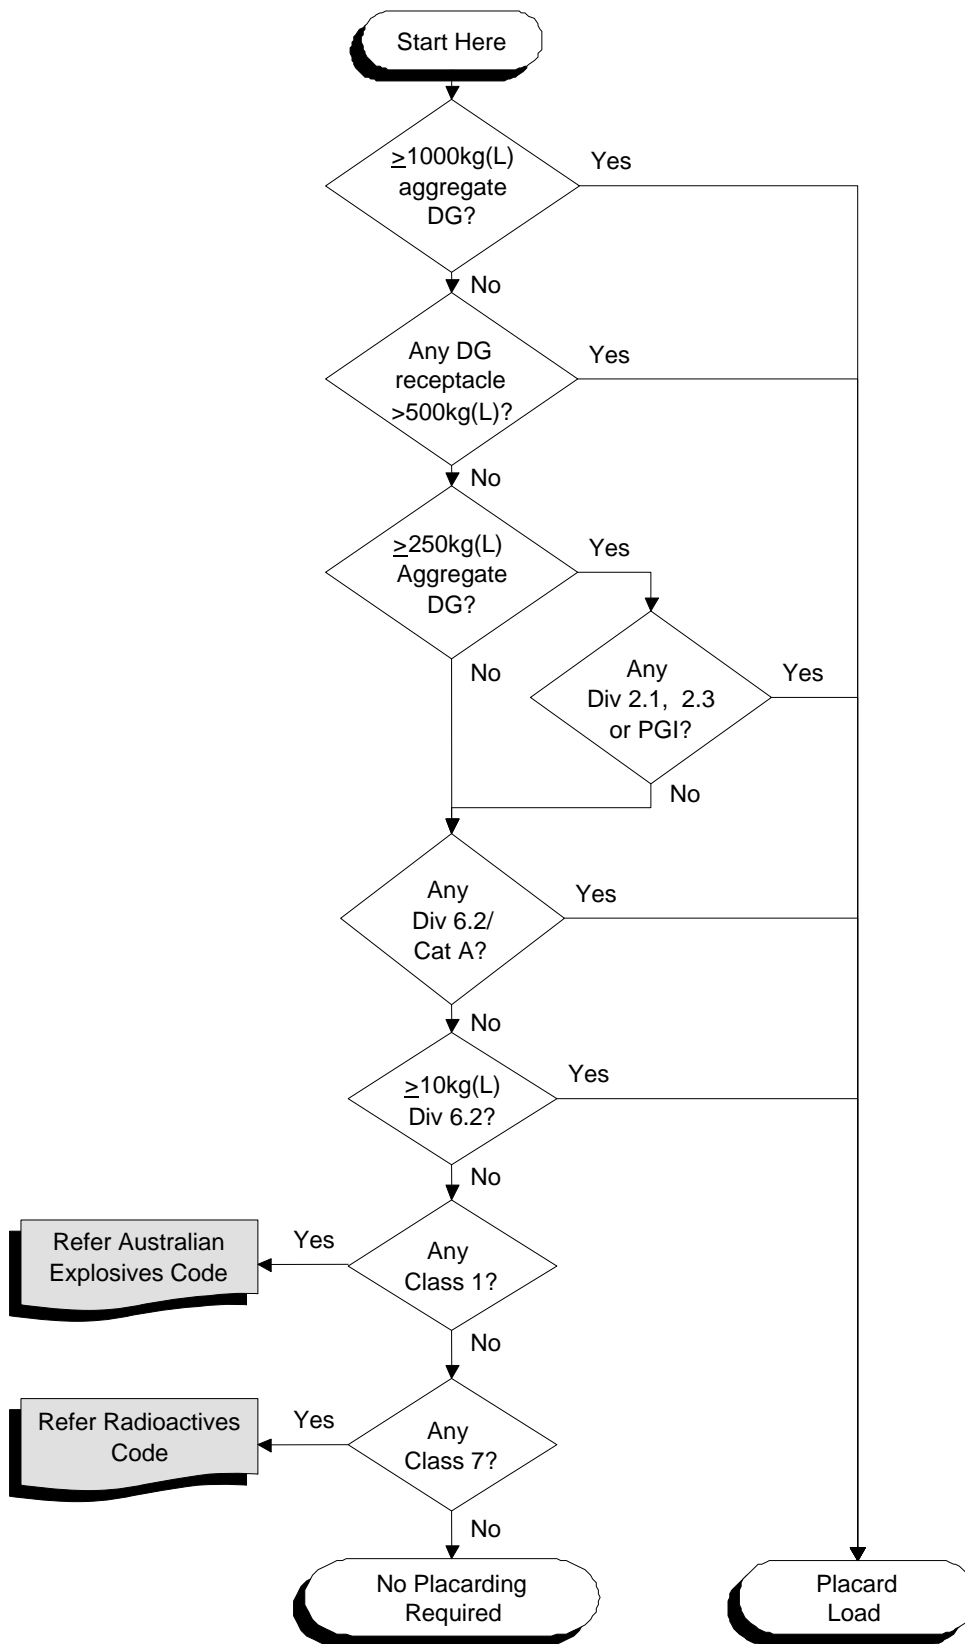 Start Here
≥1000kg(L)
aggregate
DG?
Yes
No
Any DG
receptacle
>500kg(L)?
Yes
No
≥250kg(L)
Aggregate
DG?
Yes
No
Any
Div 2.1,  2.3
or PGI?
Yes
No
Any
Div 6.2/
Cat A?
Yes
No
≥10kg(L)
Div 6.2?
Yes
No
Any
Class 1?
Yes
Refer Australian
Explosives Code
No
Any
Class 7?
Yes
Refer Radioactives
Code
No
No Placarding
Required
Placard
Load